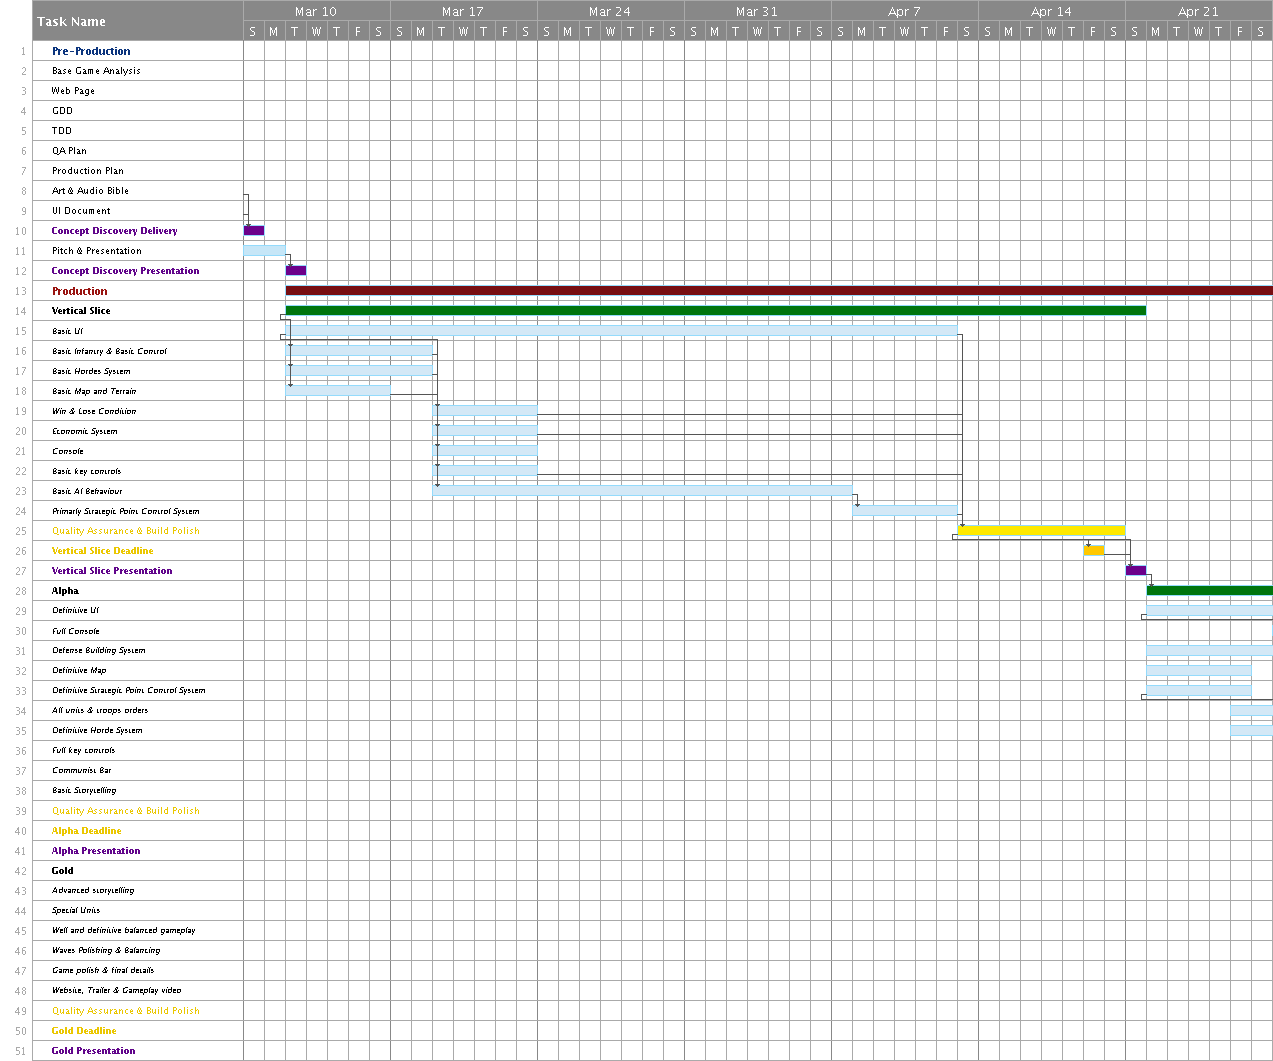 Task Name
Mar 10 Mar 17 Mar 24 Mar 31 Apr 7 Apr 14 Apr 21
S M T W T F S S M T W T F S S M T W T F S S M T W T F S S M T W T F S S M T W T F S S M T W T F S
1 Pre-Production
2 Base Game Analysis
3 Web Page
4 GDD
5 TDD
6 QA Plan
7 Production Plan
8 Art & Audio Bible
9 UI Document
10 Concept Discovery Delivery
11 Pitch & Presentation
12 Concept Discovery Presentation
13 Production
14 Vertical Slice
15 Basic UI
16 Basic Infantry & Basic Control
17 Basic Hordes System
18 Basic Map and Terrain
19 Win & Lose Condition
20 Economic System
21 Console
22 Basic key controls
23 Basic AI Behaviour
24 Primarly Strategic Point Control System
25 Quality Assurance & Build Polish
26 Vertical Slice Deadline
27 Vertical Slice Presentation
28 Alpha
29 Definitive UI
30 Full Console
31 Defense Building System
32 Definitive Map
33 Definitive Strategic Point Control System
34 All units & troops orders
35 Definitive Horde System
36 Full key controls
37 Communist Bar
38 Basic Storytelling
39 Quality Assurance & Build Polish
40 Alpha Deadline
41 Alpha Presentation
42 Gold
43 Advanced storytelling
44 Special Units
45 Well and definitive balanced gameplay
46 Waves Polishing & Balancing
47 Game polish & final details
48 Website, Trailer & Gameplay video
49 Quality Assurance & Build Polish
50 Gold Deadline
51 Gold Presentation